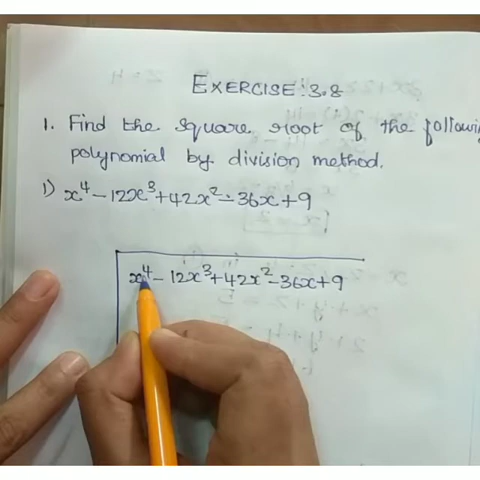 EXERCISE:3.8
1. Find the square root of the
polynomial by division method.
1) x⁴-12x³+42x²-36x+9
x⁴-12x³+42x²-36x+9